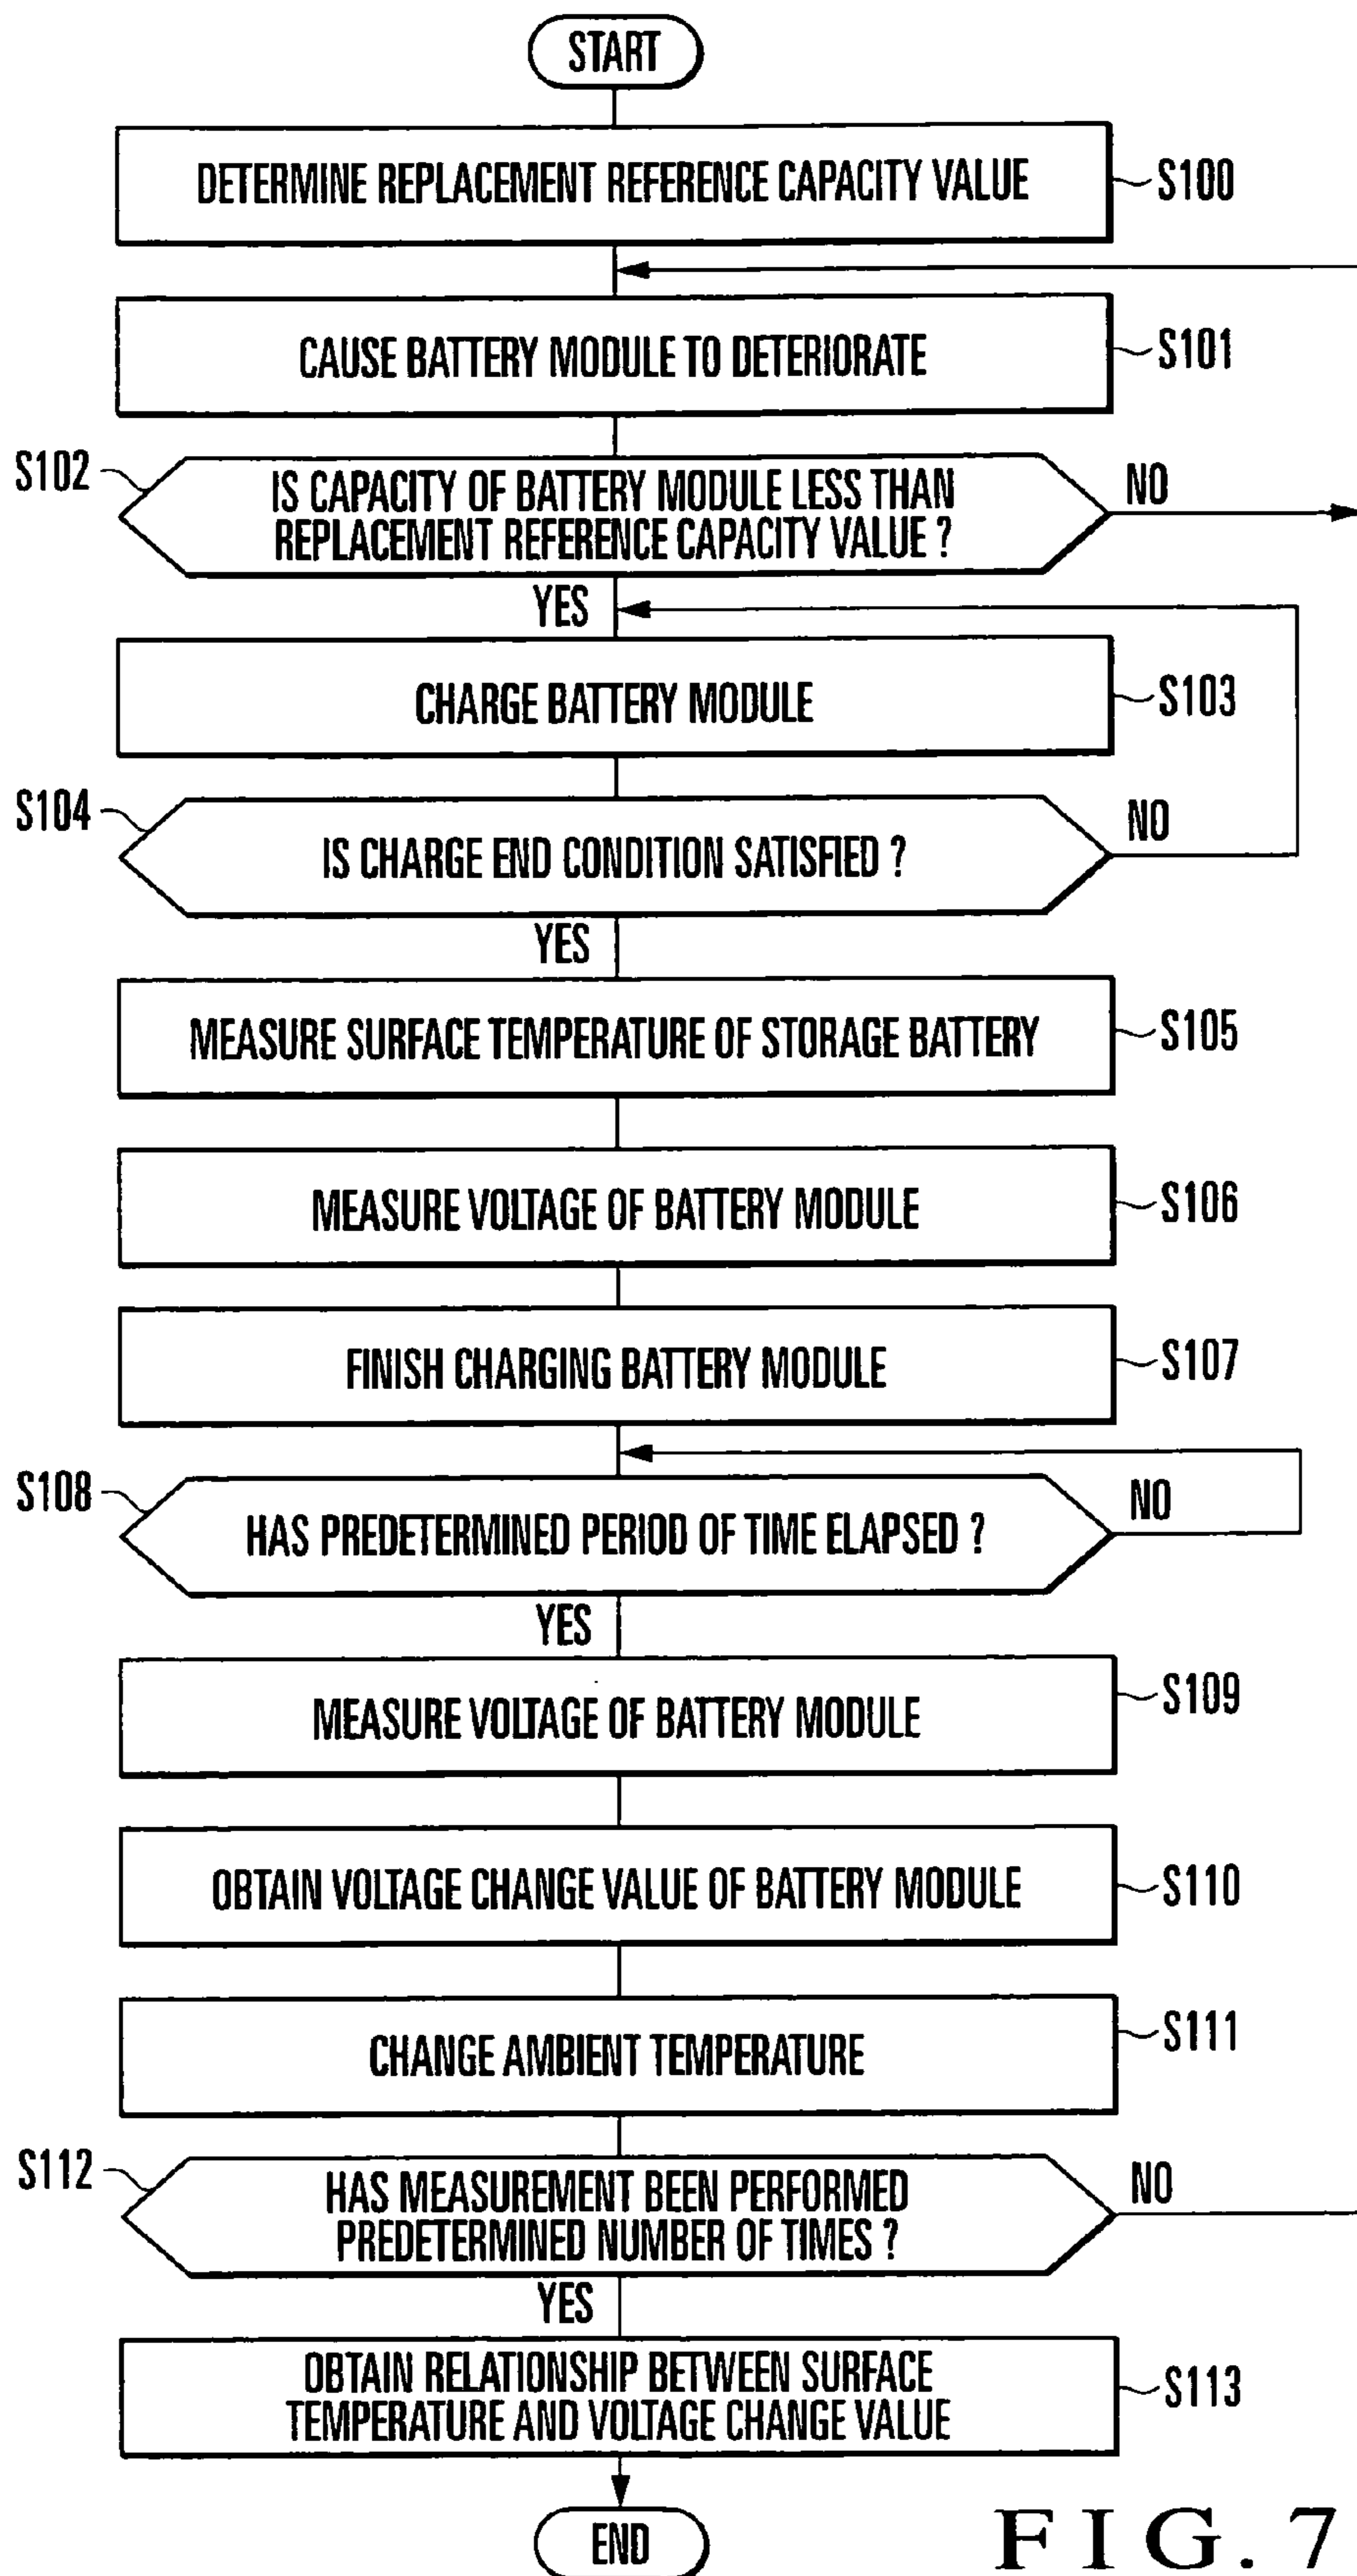 START
DETERMINE REPLACEMENT REFERENCE CAPACITY VALUE
S100
CAUSE BATTERY MODULE TO DETERIORATE
S101
S102
IS CAPACITY OF BATTERY MODULE LESS THAN
REPLACEMENT REFERENCE CAPACITY VALUE ?
NO
YES
CHARGE BATTERY MODULE
S103
S104
IS CHARGE END CONDITION SATISFIED ?
NO
YES
MEASURE SURFACE TEMPERATURE OF STORAGE BATTERY
S105
MEASURE VOLTAGE OF BATTERY MODULE
S106
FINISH CHARGING BATTERY MODULE
S107
S108
HAS PREDETERMINED PERIOD OF TIME ELAPSED ?
NO
YES
MEASURE VOLTAGE OF BATTERY MODULE
S109
OBTAIN VOLTAGE CHANGE VALUE OF BATTERY MODULE
S110
CHANGE AMBIENT TEMPERATURE
S111
S112
HAS MEASUREMENT BEEN PERFORMED
PREDETERMINED NUMBER OF TIMES ?
NO
YES
OBTAIN RELATIONSHIP BETWEEN SURFACE
TEMPERATURE AND VOLTAGE CHANGE VALUE
S113
END
FIG. 7